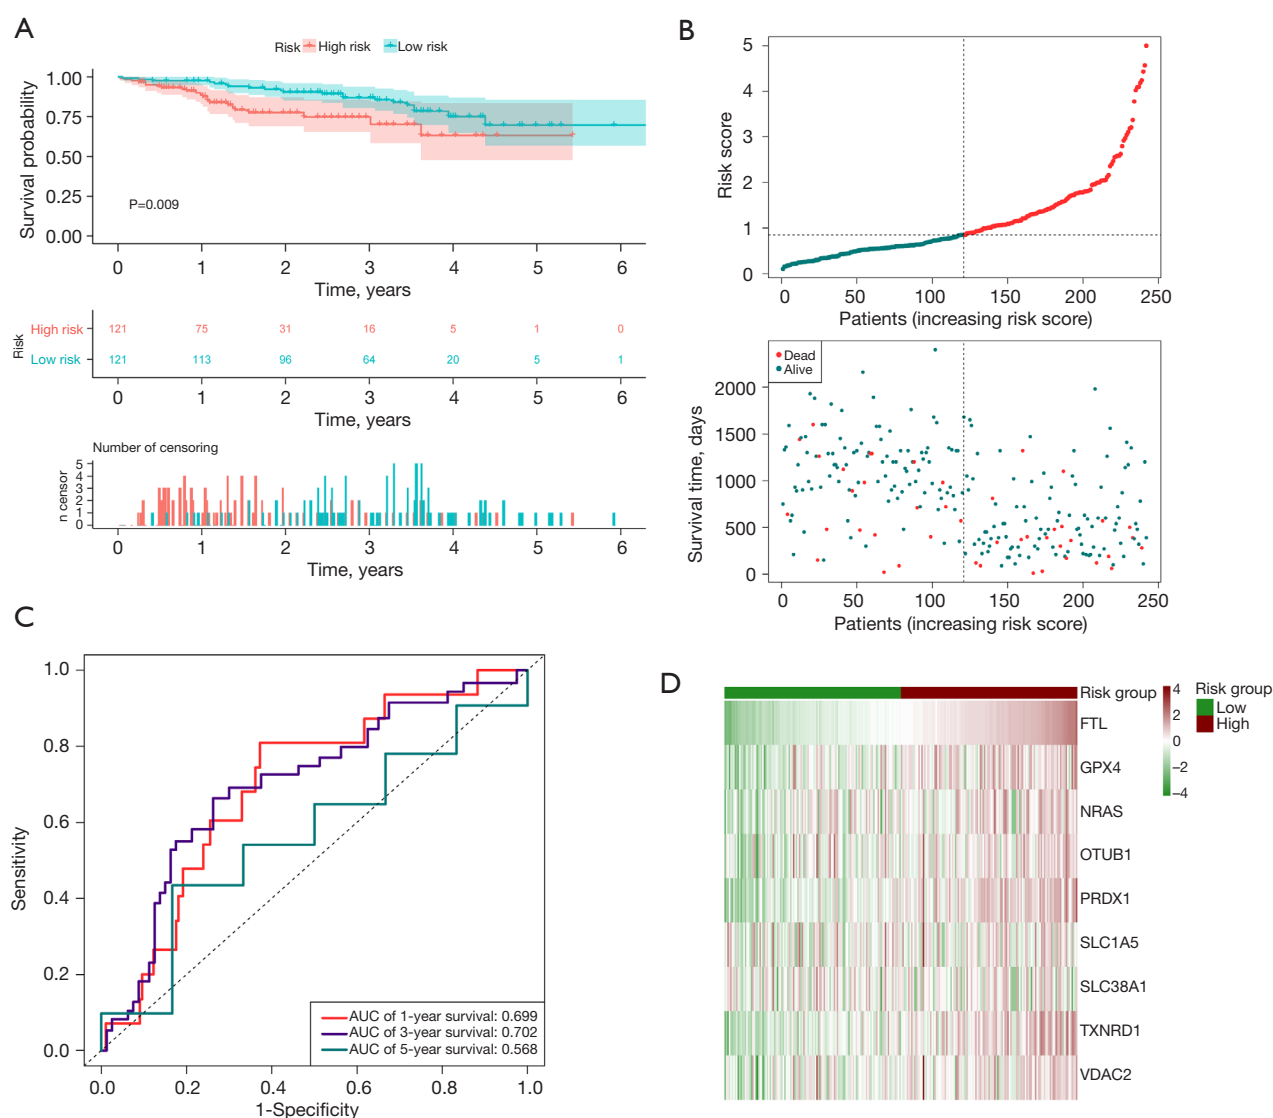 A
Risk High risk Low risk
Survival probability
1.00
0.75
0.50
0.25
0.00
P=0.009
0 1 2 3 4 5 6
Time, years
Risk
High risk 121 75 31 16 5 1 0
Low risk 121 113 96 64 20 5 1
0 1 2 3 4 5 6
Time, years
Number of censoring
n censor
5
4
3
2
1
0
0 1 2 3 4 5 6
Time, years
B
Risk score
5
4
3
2
1
0
0 50 100 150 200 250
Patients (increasing risk score)
Dead
Alive
Survival time, days
2000
1500
1000
500
0
0 50 100 150 200 250
Patients (increasing risk score)
C
Sensitivity
1.0
0.8
0.6
0.4
0.2
0.0
AUC of 1-year survival: 0.699
AUC of 3-year survival: 0.702
AUC of 5-year survival: 0.568
0.0 0.2 0.4 0.6 0.8 1.0
1-Specificity
D
Risk group
FTL
GPX4
NRAS
OTUB1
PRDX1
SLC1A5
SLC38A1
TXNRD1
VDAC2
4
2
0
−2
−4
Risk group
Low
High